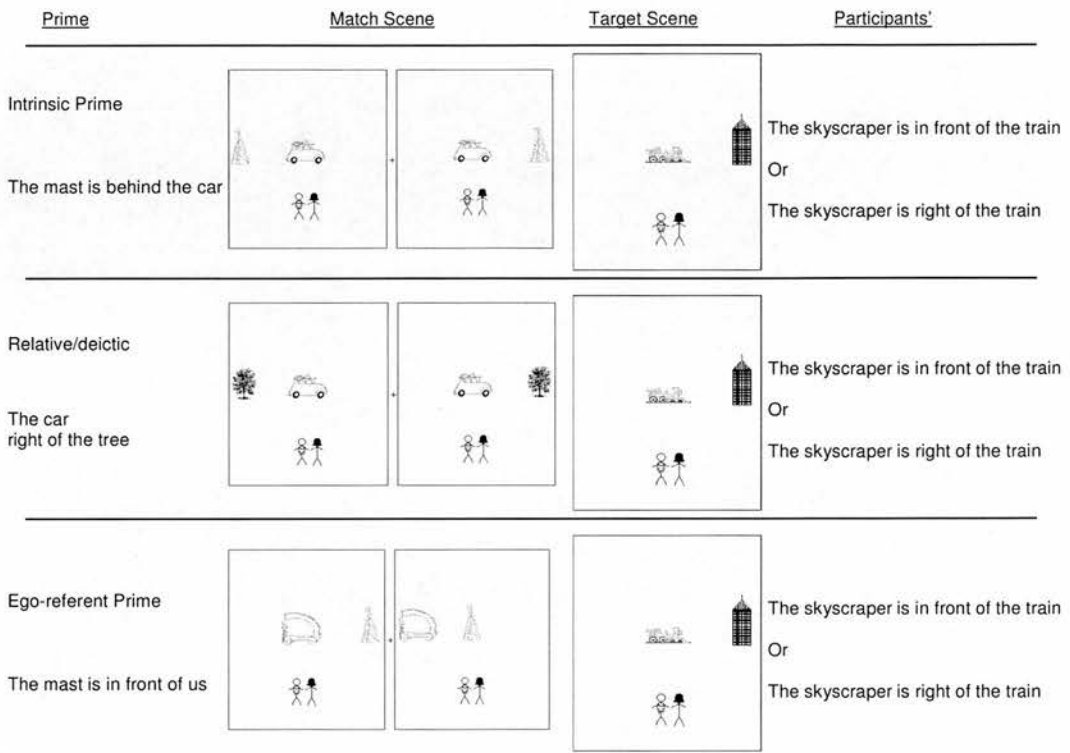 Prime Match Scene Target Scene Participants'
Intrinsic Prime
The mast is behind the car
The skyscraper is in front of the train
Or
The skyscraper is right of the train
Relative/deictic
The car
right of the tree
The skyscraper is in front of the train
Or
The skyscraper is right of the train
Ego-referent Prime
The mast is in front of us
The skyscraper is in front of the train
Or
The skyscraper is right of the train